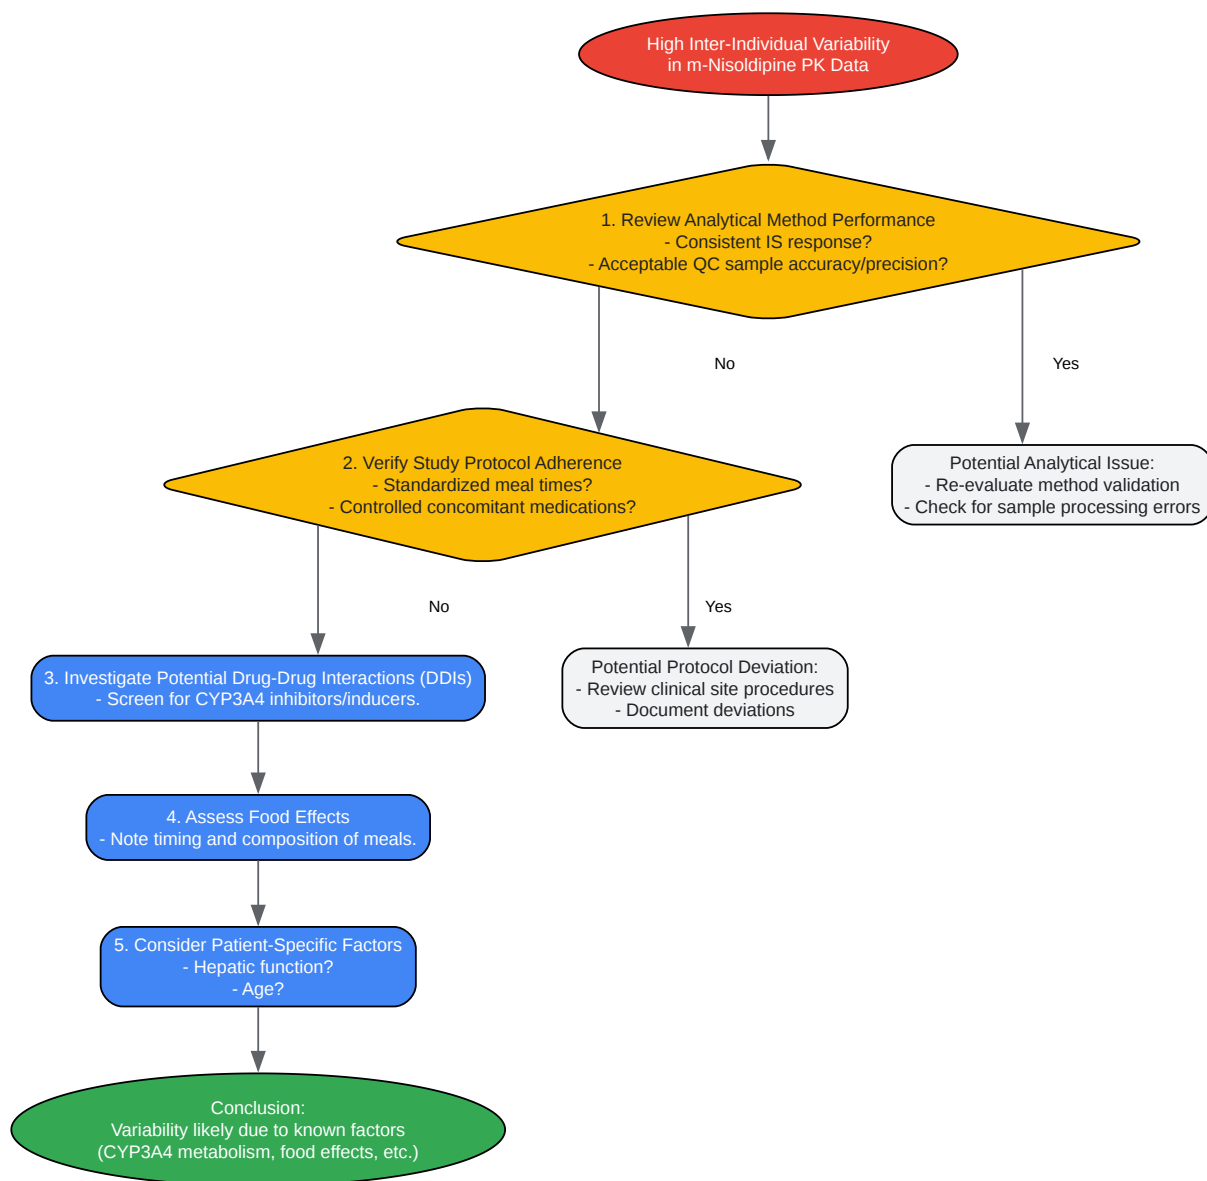 High Inter-Individual Variability
in m-Nisoldipine PK Data
1. Review Analytical Method Performance
- Consistent IS response?
- Acceptable QC sample accuracy/precision?
No
Yes
2. Verify Study Protocol Adherence
- Standardized meal times?
- Controlled concomitant medications?
Potential Analytical Issue:
- Re-evaluate method validation
- Check for sample processing errors
No
Yes
3. Investigate Potential Drug-Drug Interactions (DDIs)
- Screen for CYP3A4 inhibitors/inducers.
Potential Protocol Deviation:
- Review clinical site procedures
- Document deviations
4. Assess Food Effects
- Note timing and composition of meals.
5. Consider Patient-Specific Factors
- Hepatic function?
- Age?
Conclusion:
Variability likely due to known factors
(CYP3A4 metabolism, food effects, etc.)